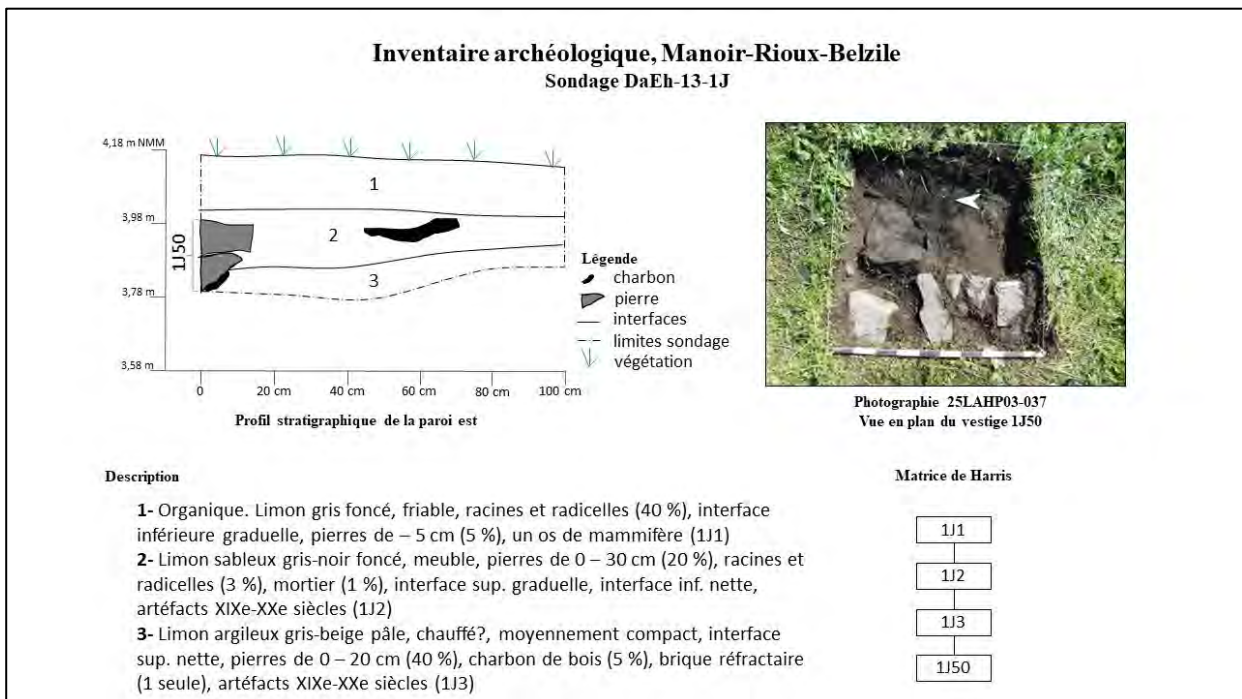 Inventaire archéologique, Manoir-Rioux-Belzile
Sondage DaEh-13-1J
4,18 m NMM
3,98 m
3,78 m
3,58 m
1J50
1
2
3
0
20 cm
40 cm
60 cm
80 cm
100 cm
Profil stratigraphique de la paroi est
Légende
charbon
pierre
interfaces
limites sondage
végétation
Photographie 25LAHP03-037
Vue en plan du vestige 1J50
Description
1- Organique. Limon gris foncé, friable, racines et radicelles (40 %), interface
inférieure graduelle, pierres de – 5 cm (5 %), un os de mammifère (1J1)
2- Limon sableux gris-noir foncé, meuble, pierres de 0 – 30 cm (20 %), racines et
radicelles (3 %), mortier (1 %), interface sup. graduelle, interface inf. nette,
artéfacts XIXe-XXe siècles (1J2)
3- Limon argileux gris-beige pâle, chauffé?, moyennement compact, interface
sup. nette, pierres de 0 – 20 cm (40 %), charbon de bois (5 %), brique réfractaire
(1 seule), artéfacts XIXe-XXe siècles (1J3)
Matrice de Harris
1J1
1J2
1J3
1J50